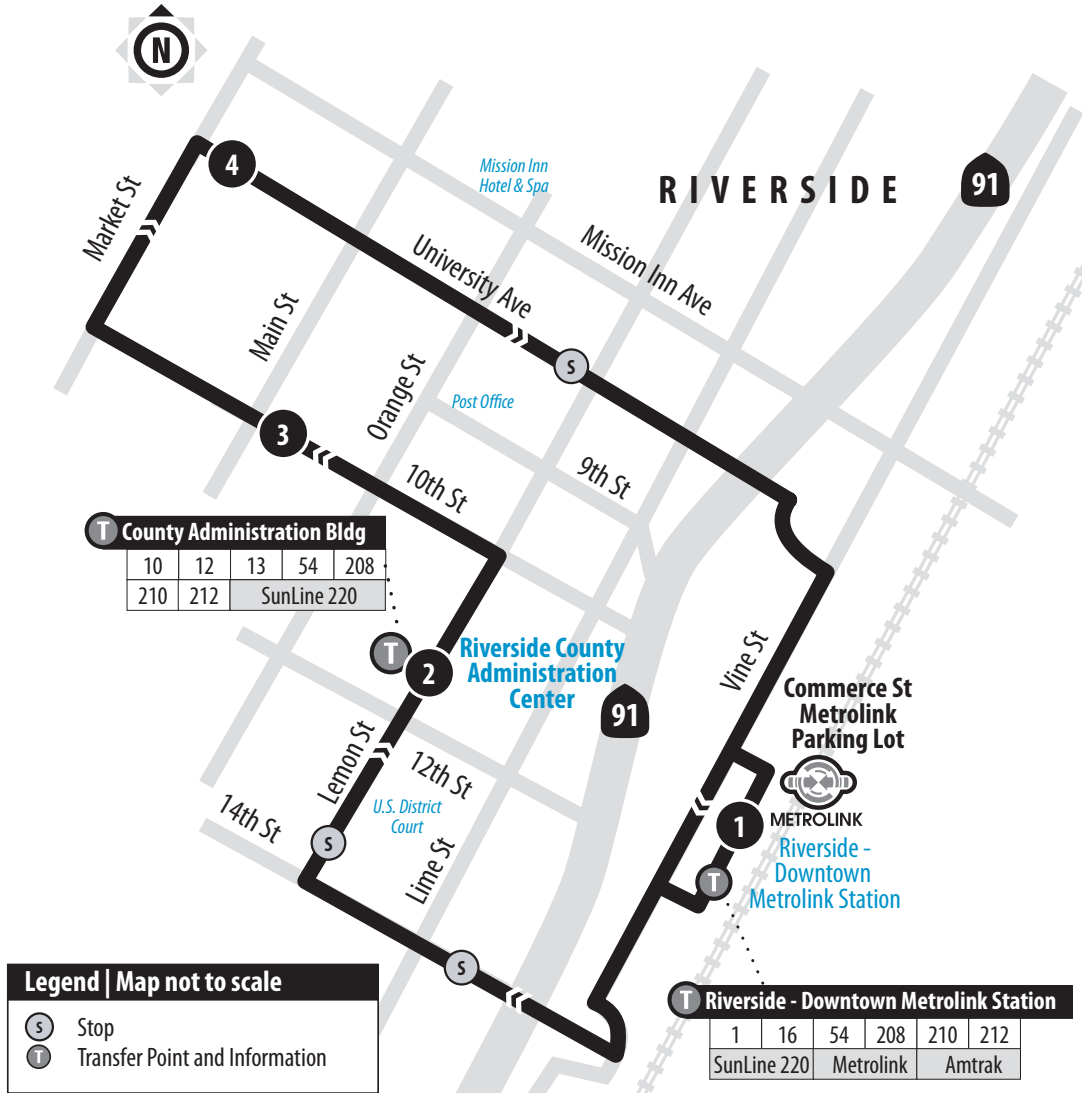 N
4
Mission Inn
Hotel & Spa
RIVERSIDE
91
Market St
University Ave
Mission Inn Ave
Main St
S
Orange St
Post Office
3
10th St
9th St
T County Administration Bldg
10 12 13 54 208
210 212 SunLine 220
T
2
Riverside County
Administration
Center
91
Vine St
Commerce St
Metrolink
Parking Lot
METROLINK
1
Riverside -
Downtown
Metrolink Station
T
Lemon St
12th St
U.S. District
Court
14th St
S
Lime St
S
Legend | Map not to scale
S Stop
T Transfer Point and Information
T Riverside - Downtown Metrolink Station
1 16 54 208 210 212
SunLine 220 Metrolink Amtrak